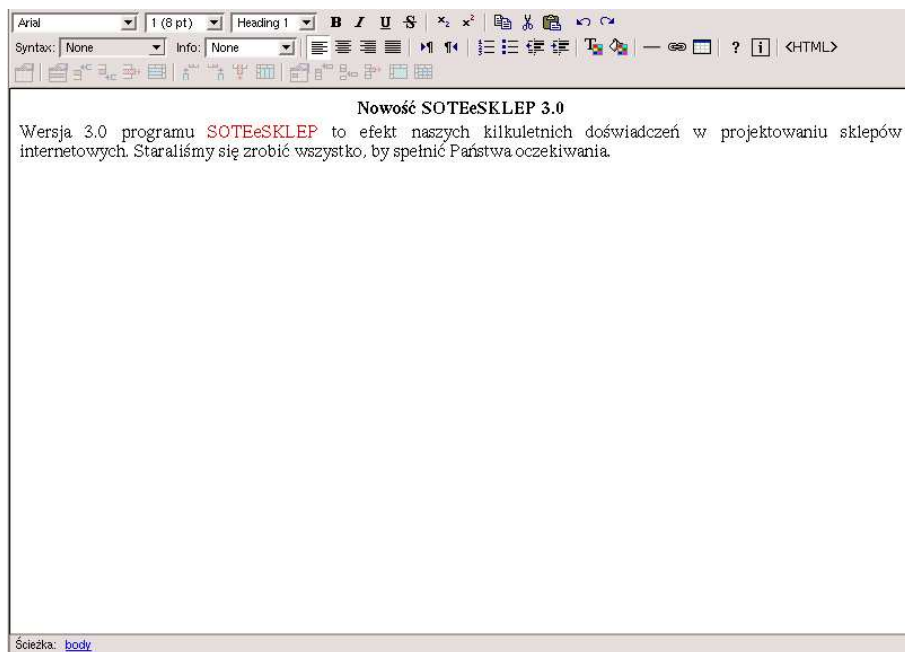 Arial 1 (8 pt) Heading 1 B I U S x₂ x²
Syntax: None Info: None ? i <HTML>
Nowość SOTEeSKLEP 3.0
Wersja 3.0 programu SOTEeSKLEP to efekt naszych kilkuletnich doświadczeń w projektowaniu sklepów
internetowych. Staraliśmy się zrobić wszystko, by spełnić Państwa oczekiwania.
Ścieżka: body